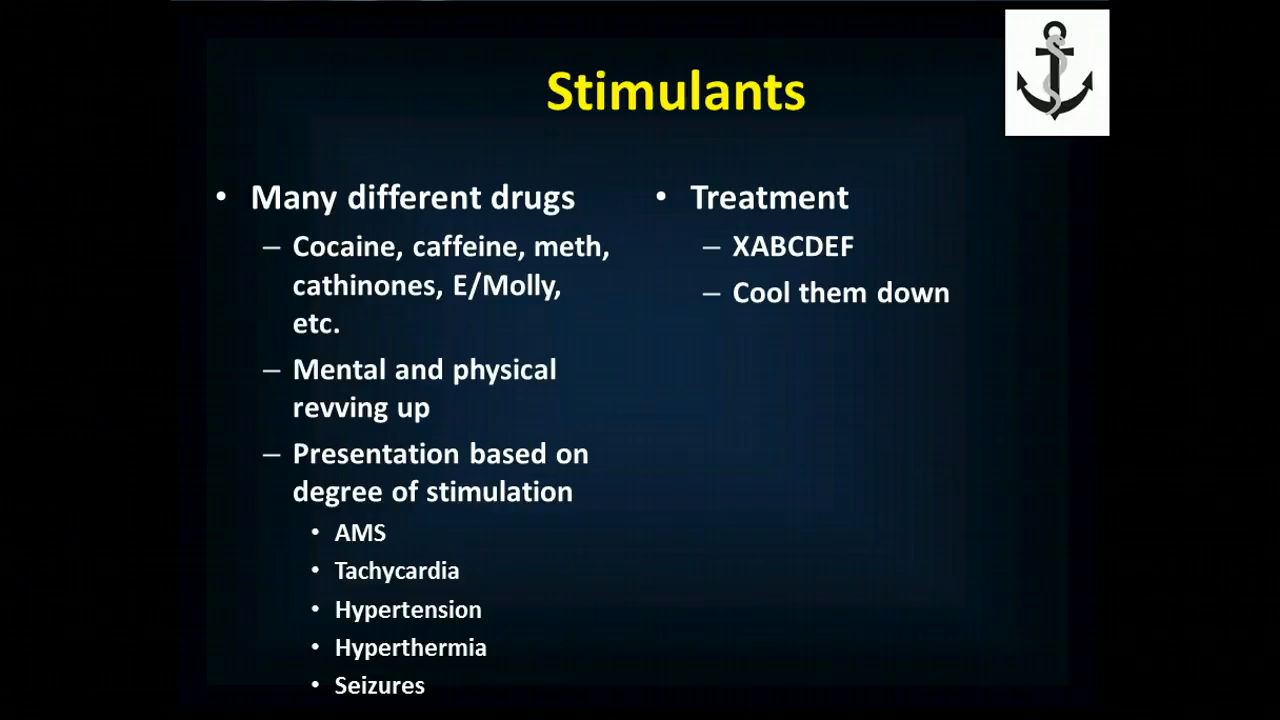 Stimulants
• Many different drugs
– Cocaine, caffeine, meth,
cathinones, E/Molly,
etc.
– Mental and physical
revving up
– Presentation based on
degree of stimulation
• AMS
• Tachycardia
• Hypertension
• Hyperthermia
• Seizures
• Treatment
– XABCDEF
– Cool them down